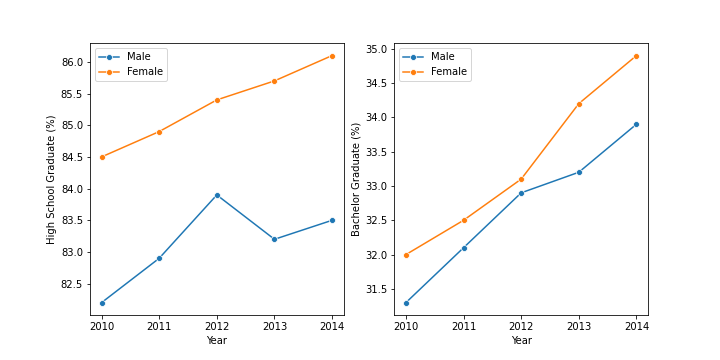 High School Graduate (%)
86.0
85.5
85.0
84.5
84.0
83.5
83.0
82.5
Male
Female
2010 2011 2012 2013 2014
Year
Bachelor Graduate (%)
35.0
34.5
34.0
33.5
33.0
32.5
32.0
31.5
Male
Female
2010 2011 2012 2013 2014
Year